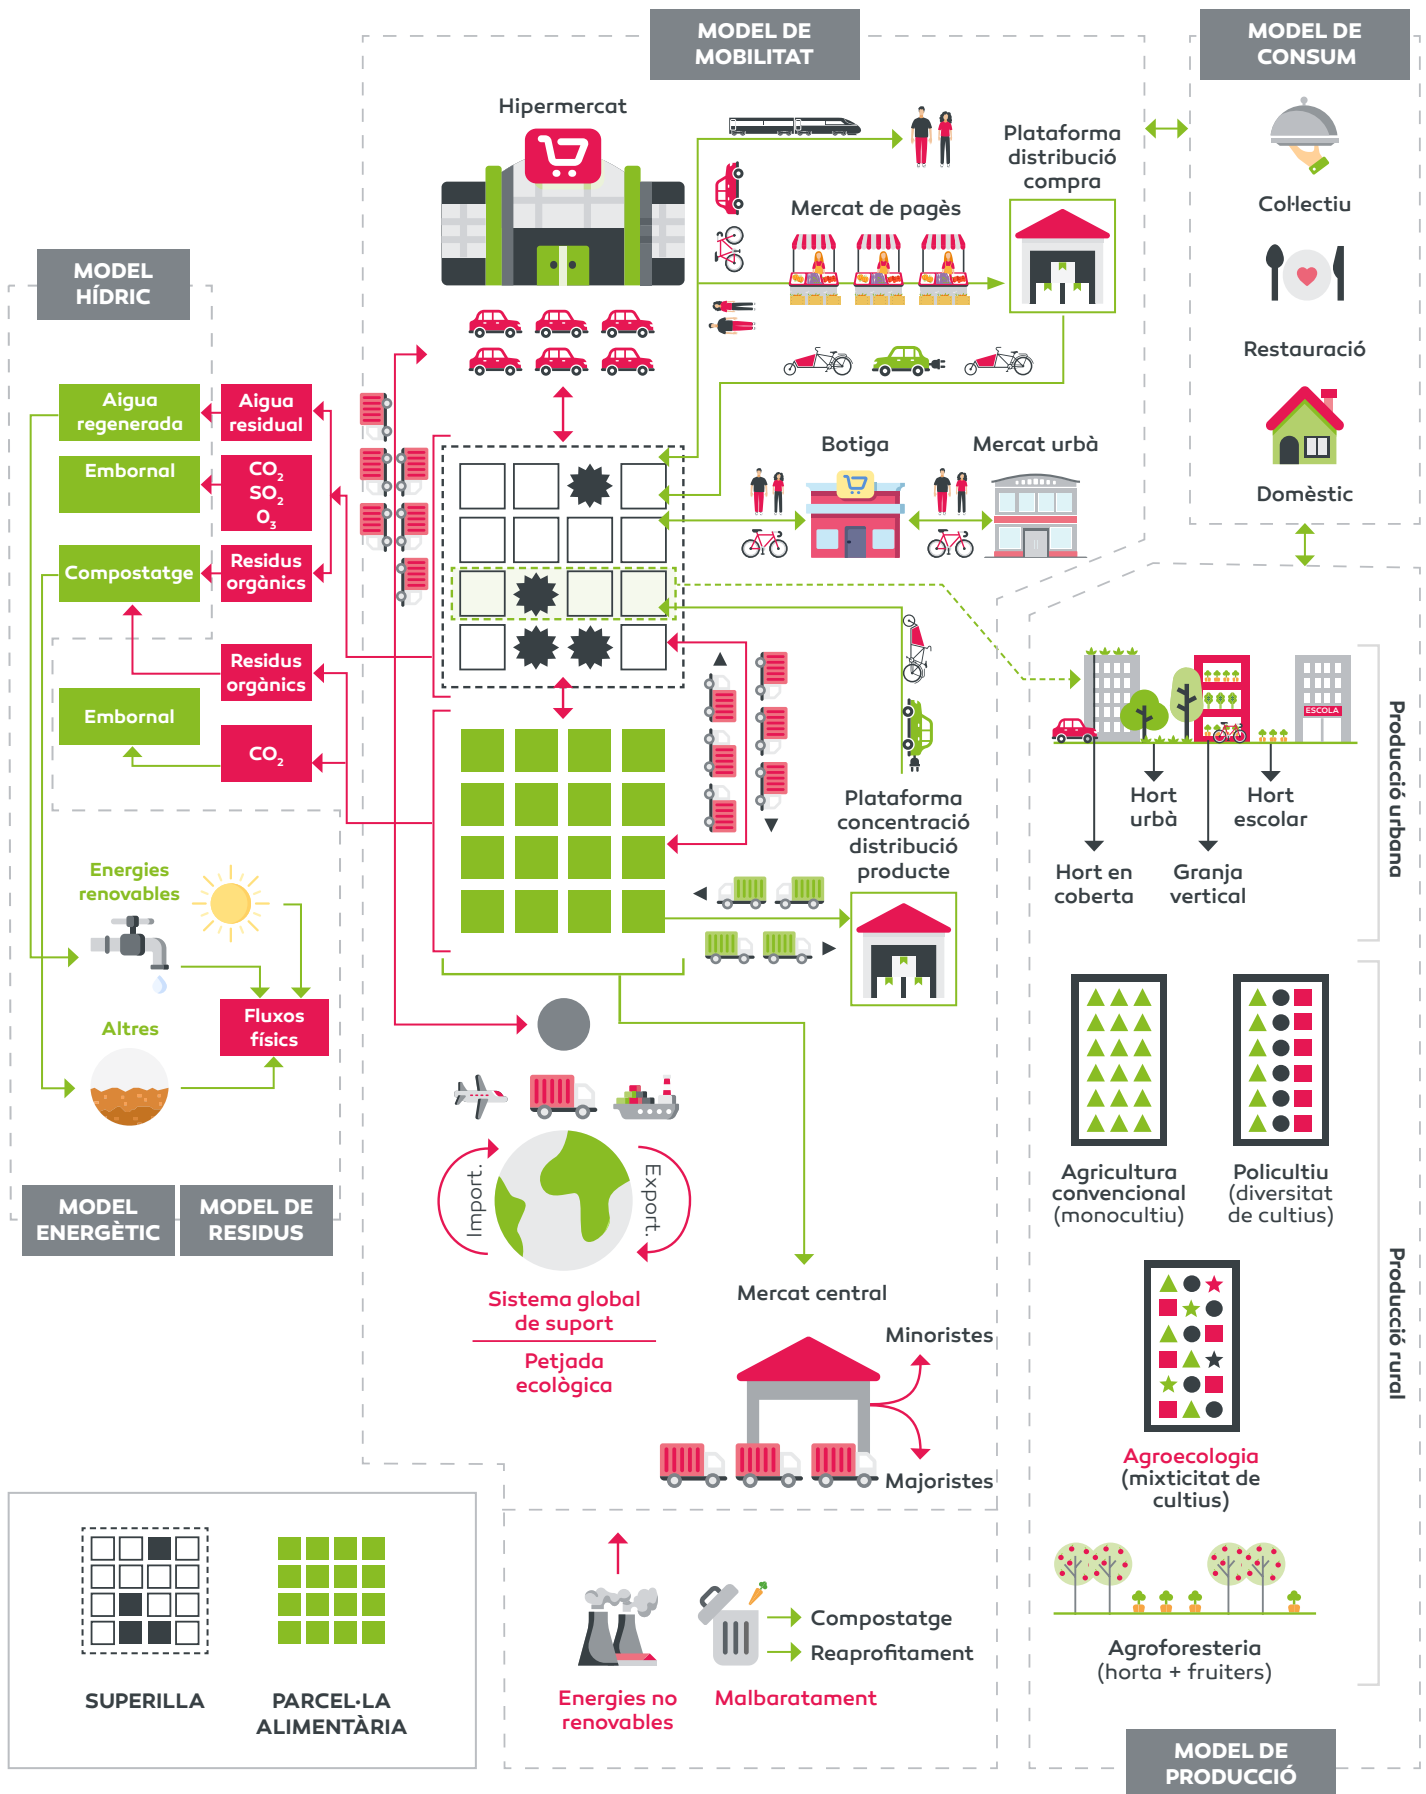 MODEL DE
MOBILITAT
MODEL DE
CONSUM
Hipermercat
Plataforma
distribució
compra
Mercat de pagès
Col·lectiu
Restauració
Domèstic
MODEL
HÍDRIC
Aigua
regenerada
Aigua
residual
Embornal
CO2
SO2
O3
Compostatge
Residus
orgànics
Residus
orgànics
Embornal
CO2
Botiga
Mercat urbà
Plataforma
concentració
distribució
producte
ESCOLA
Hort
urbà
Hort
escolar
Hort en
coberta
Granja
vertical
Producció urbana
Energies
renovables
Altres
Fluxos
físics
MODEL
ENERGÈTIC
MODEL DE
RESIDUS
Import.
Export.
Sistema global
de suport
Petjada
ecològica
Mercat central
Minoristes
Majoristes
Agricultura
convencional
(monocultiu)
Policultiu
(diversitat
de cultius)
Agroecologia
(mixticitat de
cultius)
Agroforesteria
(horta + fruiters)
Producció rural
MODEL DE
PRODUCCIÓ
SUPERILLA
PARCEL·LA
ALIMENTÀRIA
Energies no
renovables
Malbaratament
Compostatge
Reaprofitament